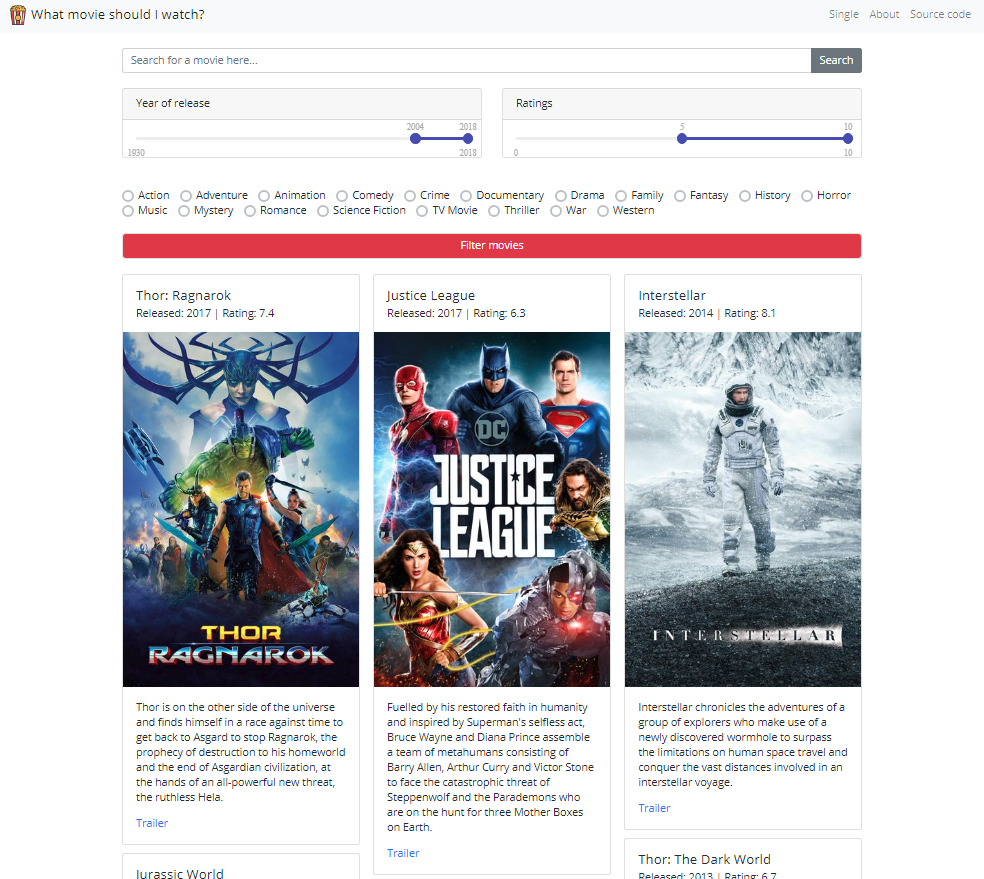 What movie should I watch?
Single About Source code
Search for a movie here...
Search
Year of release
2004 2018
1930 2018
Ratings
5 10
0 10
Action Adventure Animation Comedy Crime Documentary Drama Family Fantasy History Horror
Music Mystery Romance Science Fiction TV Movie Thriller War Western
Filter movies
Thor: Ragnarok
Released: 2017 | Rating: 7.4
THOR
RAGNAROK
Thor is on the other side of the universe
and finds himself in a race against time to
get back to Asgard to stop Ragnarok, the
prophecy of destruction to his homeworld
and the end of Asgardian civilization, at
the hands of an all-powerful new threat,
the ruthless Hela.
Trailer
Jurassic World
Justice League
Released: 2017 | Rating: 6.3
DC
JUSTICE
LEAGUE
Fuelled by his restored faith in humanity
and inspired by Superman's selfless act,
Bruce Wayne and Diana Prince assemble
a team of metahumans consisting of
Barry Allen, Arthur Curry and Victor Stone
to face the catastrophic threat of
Steppenwolf and the Parademons who
are on the hunt for three Mother Boxes
on Earth.
Trailer
Interstellar
Released: 2014 | Rating: 8.1
INTERSTELLAR
Interstellar chronicles the adventures of a
group of explorers who make use of a
newly discovered wormhole to surpass
the limitations on human space travel and
conquer the vast distances involved in an
interstellar voyage.
Trailer
Thor: The Dark World
Released: 2013 | Rating: 6.7